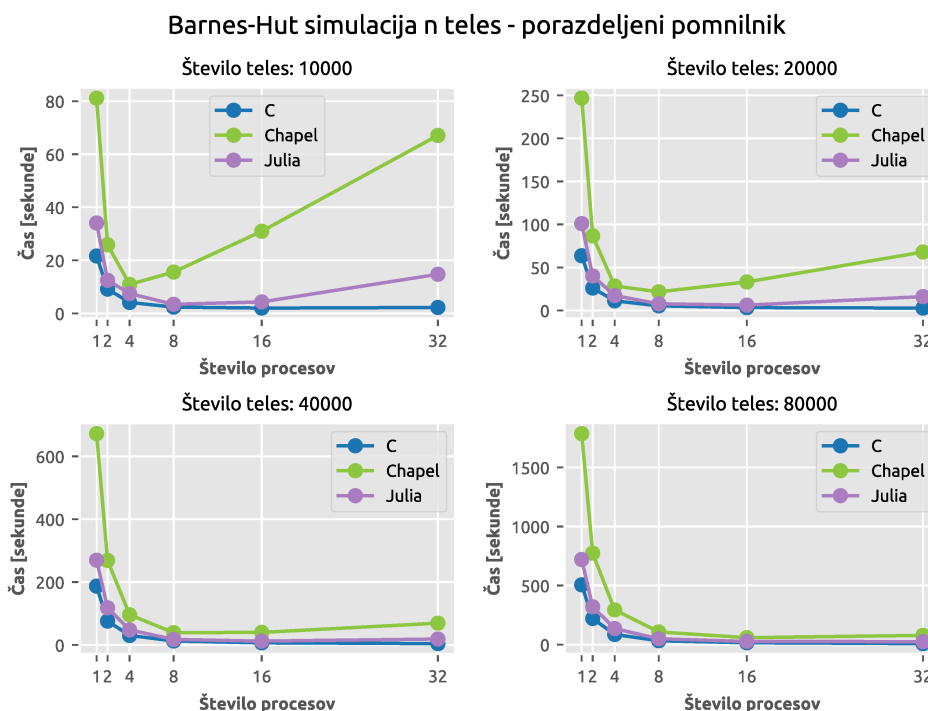 Barnes-Hut simulacija n teles - porazdeljeni pomnilnik
Število teles: 10000
Čas [sekunde]
80
60
40
20
0
C
Chapel
Julia
1 2 4 8 16 32
Število procesov
Število teles: 20000
Čas [sekunde]
250
200
150
100
50
0
C
Chapel
Julia
1 2 4 8 16 32
Število procesov
Število teles: 40000
Čas [sekunde]
600
400
200
0
C
Chapel
Julia
1 2 4 8 16 32
Število procesov
Število teles: 80000
Čas [sekunde]
1500
1000
500
0
C
Chapel
Julia
1 2 4 8 16 32
Število procesov